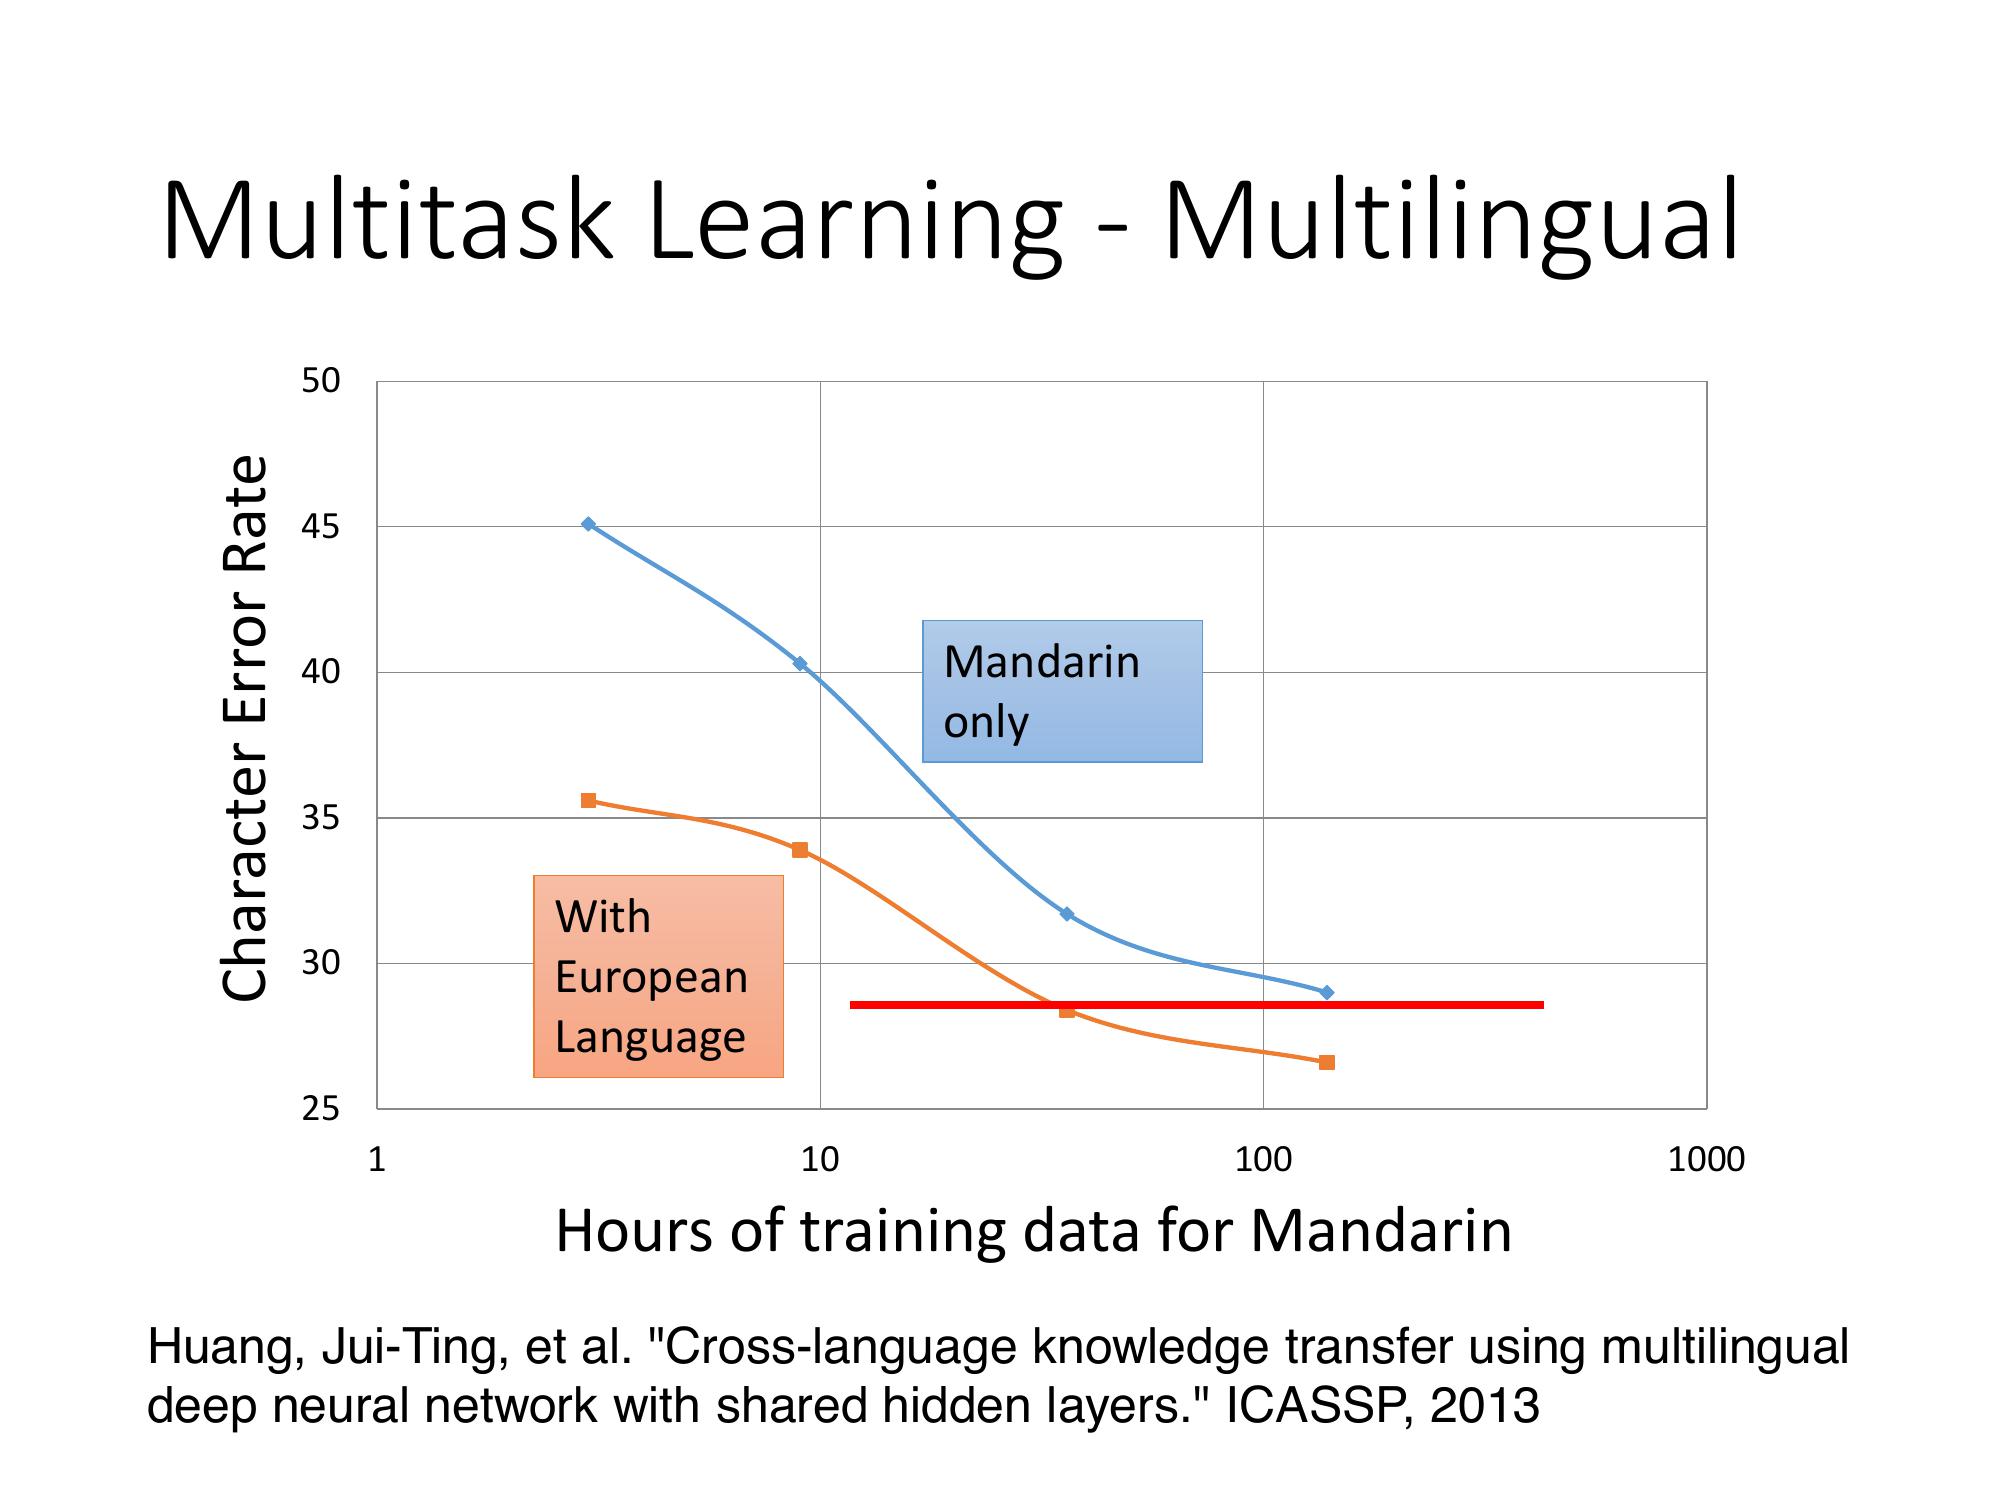 Multitask Learning - Multilingual
50
45
40
35
30
25
Character Error Rate
Mandarin
only
With
European
Language
1
10
100
1000
Hours of training data for Mandarin
Huang, Jui-Ting, et al. "Cross-language knowledge transfer using multilingual
deep neural network with shared hidden layers." ICASSP, 2013